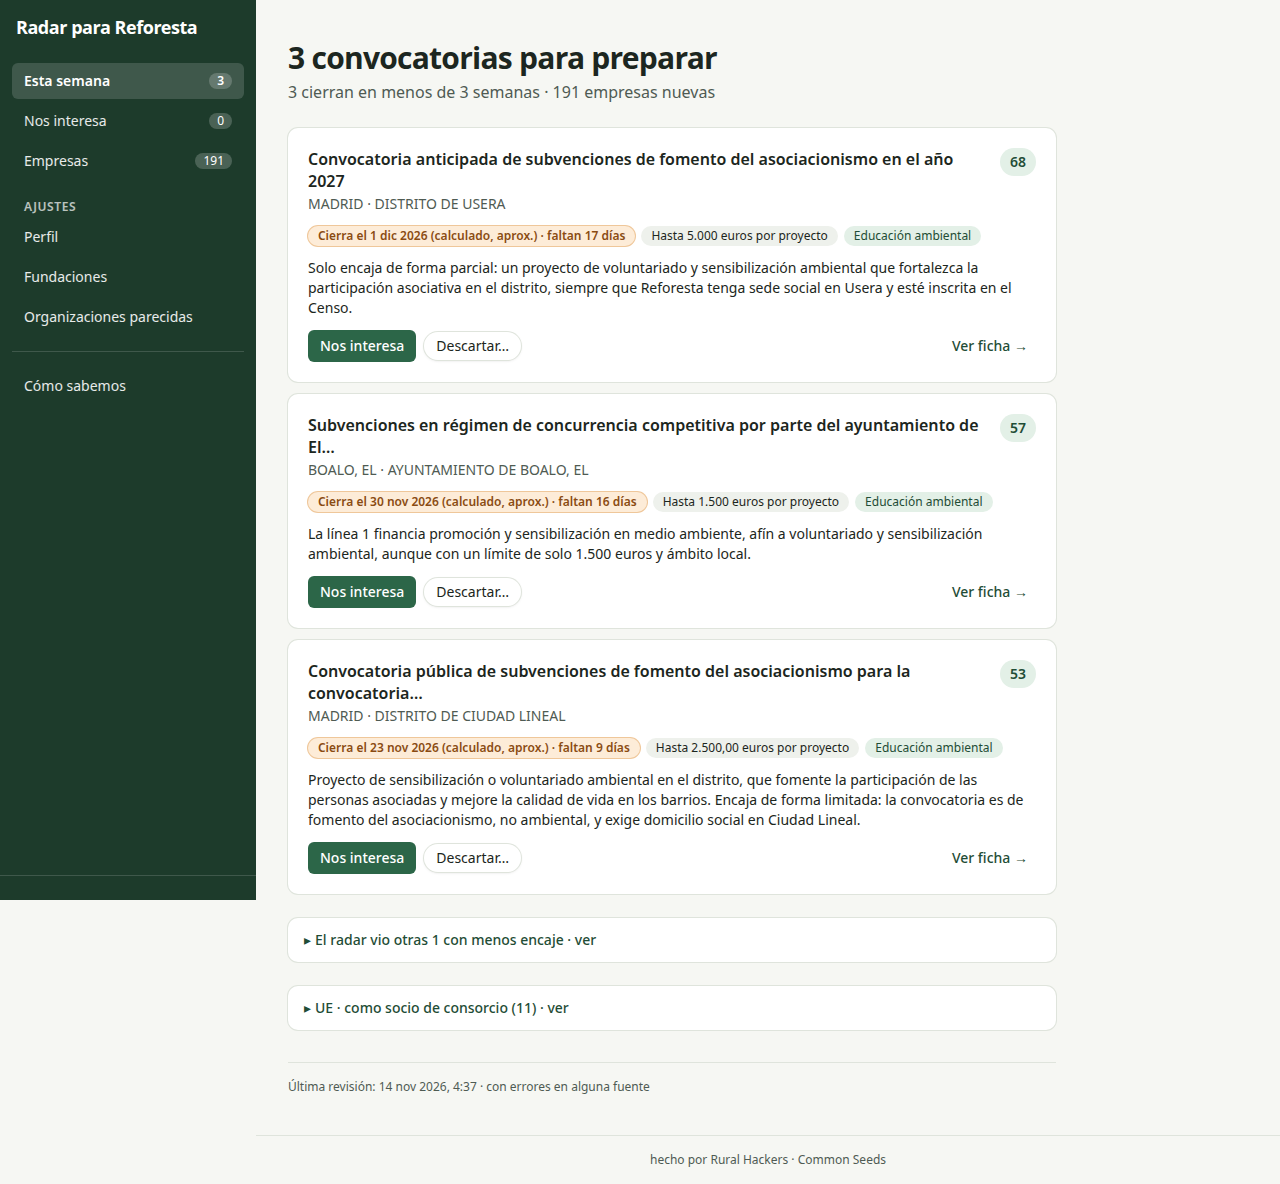 Radar para Reforesta
Esta semana 3
Nos interesa 0
Empresas 191
AJUSTES
Perfil
Fundaciones
Organizaciones parecidas
Cómo sabemos
3 convocatorias para preparar
3 cierran en menos de 3 semanas · 191 empresas nuevas
Convocatoria anticipada de subvenciones de fomento del asociacionismo en el año
2027
68
MADRID · DISTRITO DE USERA
Cierra el 1 dic 2026 (calculado, aprox.) · faltan 17 días Hasta 5.000 euros por proyecto Educación ambiental
Solo encaja de forma parcial: un proyecto de voluntariado y sensibilización ambiental que fortalezca la
participación asociativa en el distrito, siempre que Reforesta tenga sede social en Usera y esté inscrita en el
Censo.
Nos interesa Descartar... Ver ficha →
Subvenciones en régimen de concurrencia competitiva por parte del ayuntamiento de
El...
57
BOALO, EL · AYUNTAMIENTO DE BOALO, EL
Cierra el 30 nov 2026 (calculado, aprox.) · faltan 16 días Hasta 1.500 euros por proyecto Educación ambiental
La línea 1 financia promoción y sensibilización en medio ambiente, afín a voluntariado y sensibilización
ambiental, aunque con un límite de solo 1.500 euros y ámbito local.
Nos interesa Descartar... Ver ficha →
Convocatoria pública de subvenciones de fomento del asociacionismo para la
convocatoria...
53
MADRID · DISTRITO DE CIUDAD LINEAL
Cierra el 23 nov 2026 (calculado, aprox.) · faltan 9 días Hasta 2.500,00 euros por proyecto Educación ambiental
Proyecto de sensibilización o voluntariado ambiental en el distrito, que fomente la participación de las
personas asociadas y mejore la calidad de vida en los barrios. Encaja de forma limitada: la convocatoria es de
fomento del asociacionismo, no ambiental, y exige domicilio social en Ciudad Lineal.
Nos interesa Descartar... Ver ficha →
▸ El radar vio otras 1 con menos encaje · ver
▸ UE · como socio de consorcio (11) · ver
Última revisión: 14 nov 2026, 4:37 · con errores en alguna fuente
hecho por Rural Hackers · Common Seeds